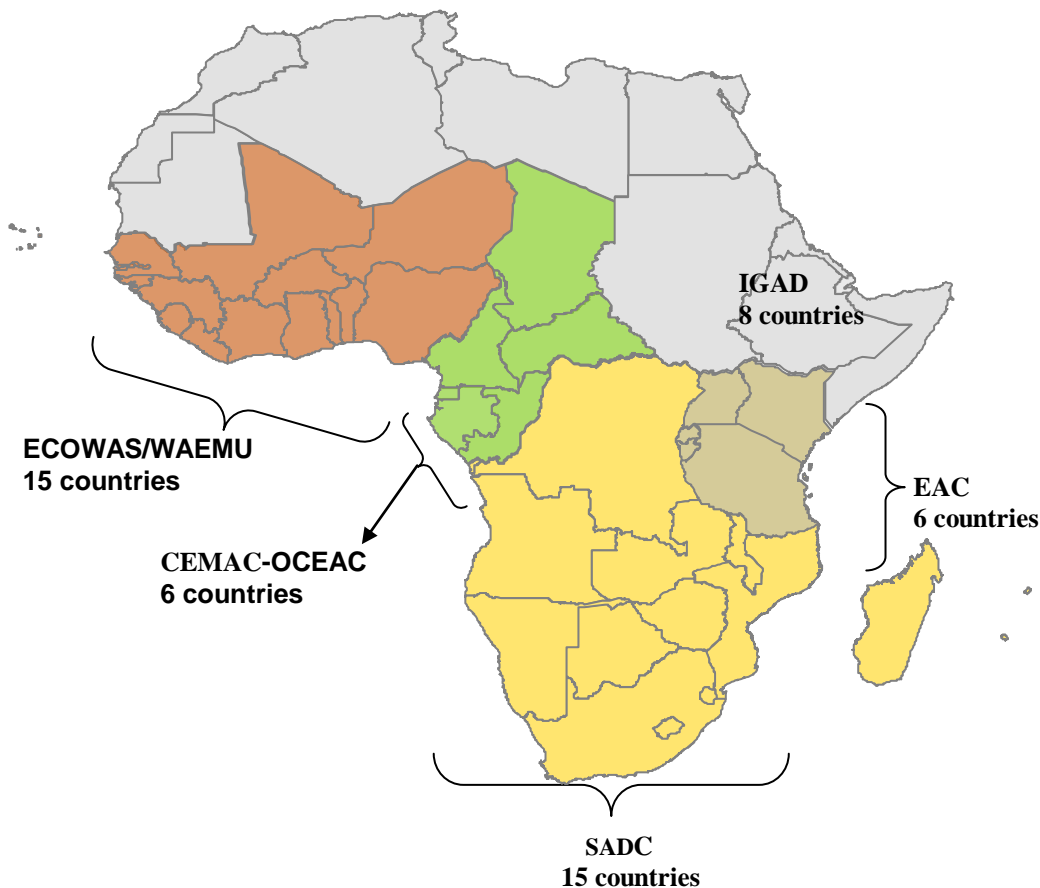 IGAD
8 countries
ECOWAS/WAEMU
15 countries
EAC
6 countries
CEMAC-OCEAC
6 countries
SADC
15 countries